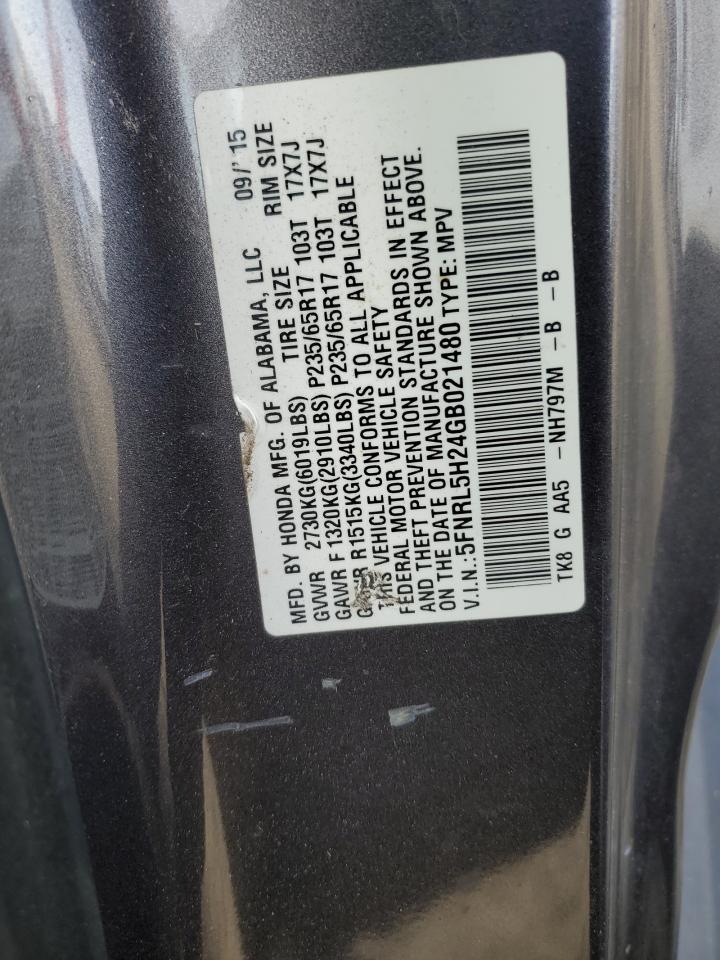 MFD. BY HONDA MFG. OF ALABAMA, LLC 09/'15
GVWR 2730KG(6019LBS) TIRE SIZE RIM SIZE
GAWR F 1320KG(2910LBS) P235/65R17 103T 17X7J
GAWR R1515KG(3340LBS) P235/65R17 103T 17X7J
THIS VEHICLE CONFORMS TO ALL APPLICABLE
FEDERAL MOTOR VEHICLE SAFETY
AND THEFT PREVENTION STANDARDS IN EFFECT
ON THE DATE OF MANUFACTURE SHOWN ABOVE.
V.I.N.:5FNRL5H24GB021480 TYPE: MPV
TK8 G AA5 -NH797M -B -B